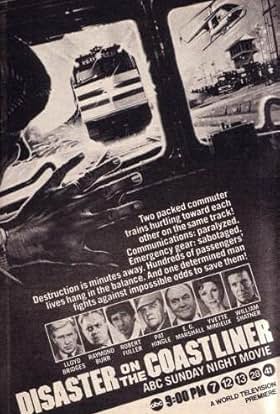 Two packed commuter
trains hurtling toward each
other on the same track!
Communications: paralyzed.
Emergency gear: sabotaged.
Destruction is minutes away. Hundreds of passengers'
lives hang in the balance. And one determined man
fights against impossible odds to save them!
LLOYD BRIDGES
RAYMOND BURR
ROBERT FULLER
PAT HINGLE
E.G. MARSHALL
YVETTE MIMIEUX
WILLIAM SHATNER
DISASTER ON THE COASTLINER
ABC SUNDAY NIGHT MOVIE
abc 9:00 PM 7 12 13 28 41
A WORLD TELEVISION
PREMIERE